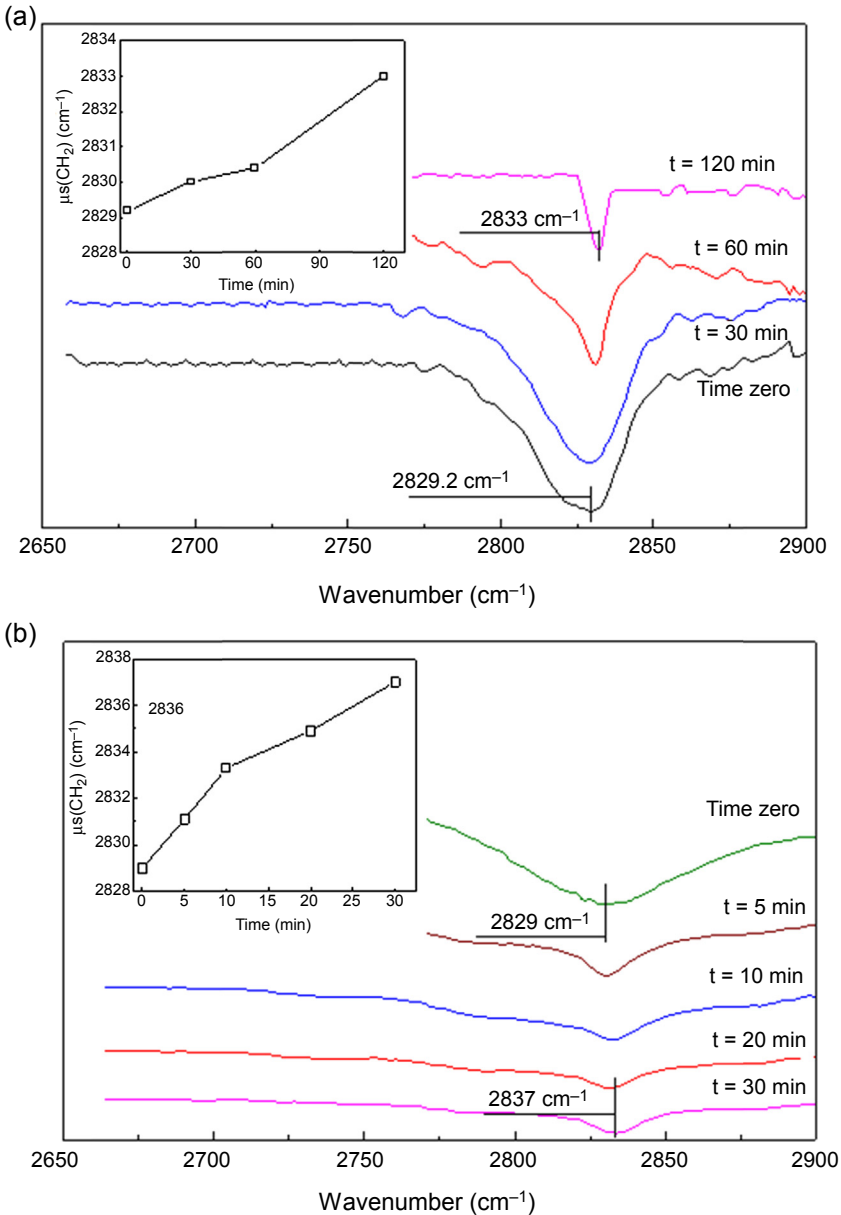 (a)
2834
2833
2832
2831
2830
2829
2828
μs(CH₂) (cm⁻¹)
0 30 60 90 120
Time (min)
t = 120 min
2833 cm⁻¹
t = 60 min
t = 30 min
Time zero
2829.2 cm⁻¹
2650 2700 2750 2800 2850 2900
Wavenumber (cm⁻¹)
(b)
2838
2836
2834
2831
2830
2828
μs(CH₂) (cm⁻¹)
2836
0 5 10 15 20 25 30
Time (min)
Time zero
2829 cm⁻¹
t = 5 min
t = 10 min
t = 20 min
t = 30 min
2837 cm⁻¹
2650 2700 2750 2800 2850 2900
Wavenumber (cm⁻¹)